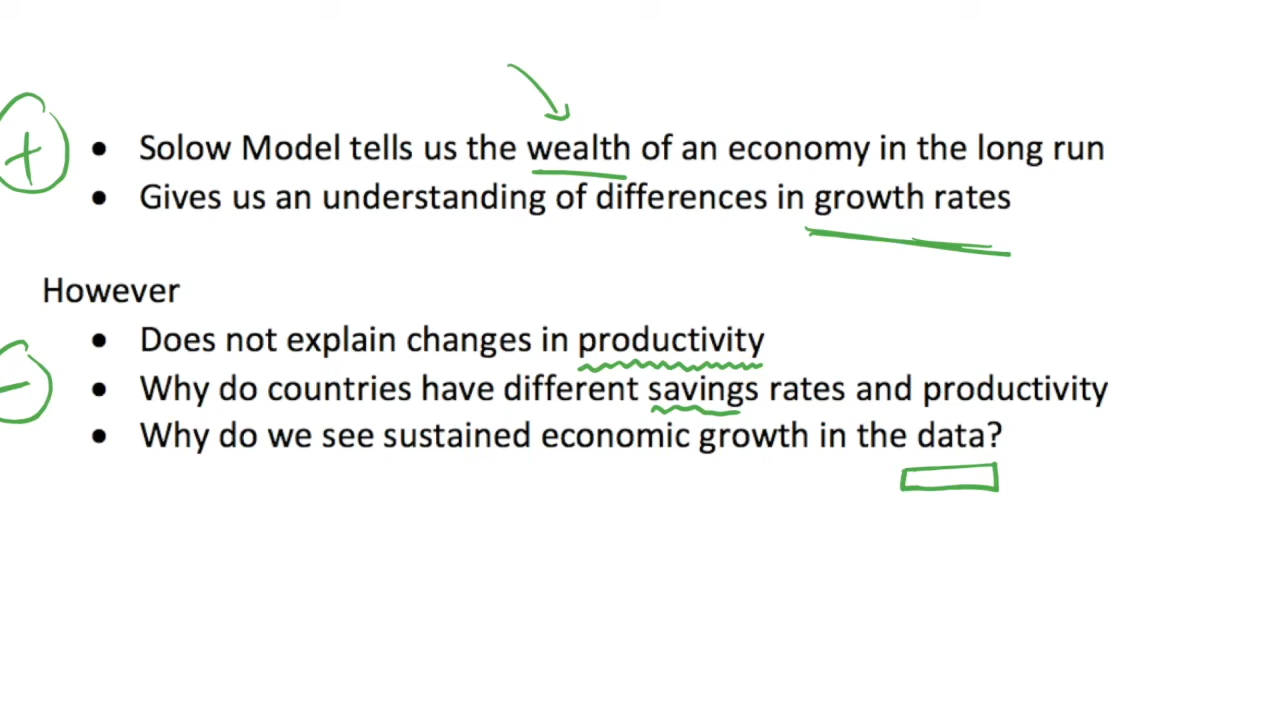 +
• Solow Model tells us the wealth of an economy in the long run
• Gives us an understanding of differences in growth rates
However
• Does not explain changes in productivity
-
• Why do countries have different savings rates and productivity
• Why do we see sustained economic growth in the data?